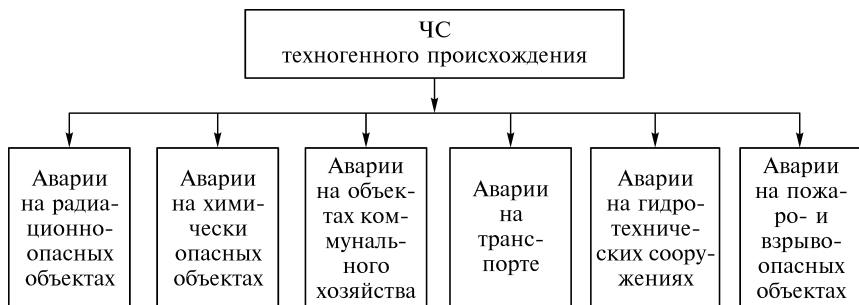 ЧС
техногенного происхождения
Аварии
на радиа-
ционно-
опасных
объектах
Аварии
на хими-
чески
опасных
объектах
Аварии
на объек-
тах ком-
муналь-
ного
хозяйства
Аварии
на
транс-
порте
Аварии
на гидро-
техниче-
ских соору-
жениях
Аварии
на пожа-
ро- и
взрыво-
опасных
объектах